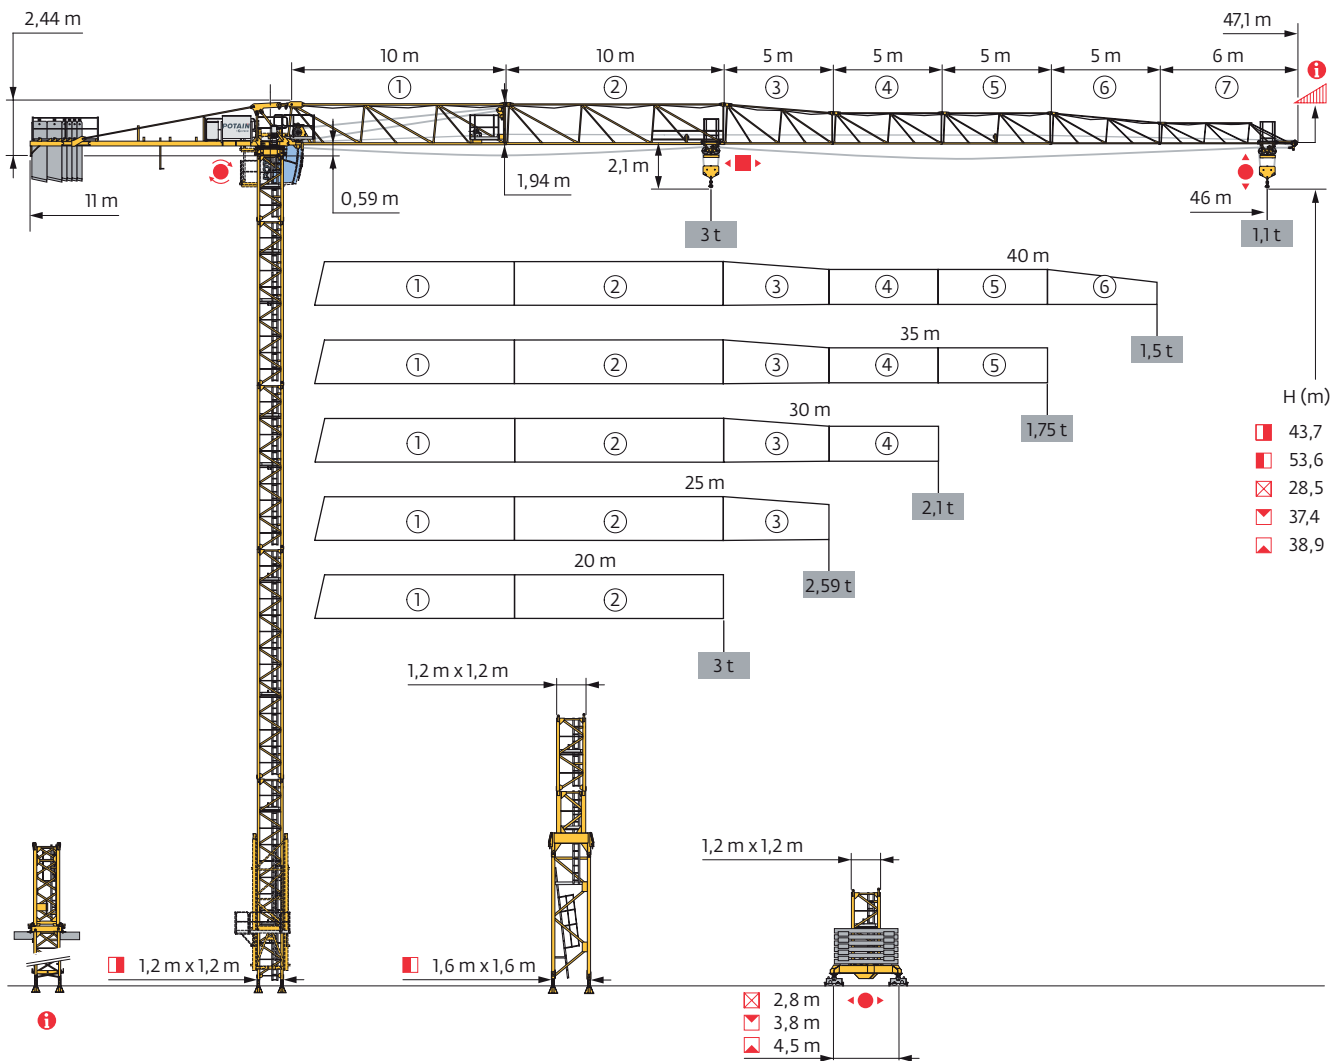 2,44 m
47,1 m
10 m 10 m 5 m 5 m 5 m 5 m 6 m
1 2 3 4 5 6 7
i
POTAIN
2,1 m
1,94 m
11 m
0,59 m
46 m
3 t
1,1 t
40 m
1 2 3 4 5 6
1,5 t
35 m
1 2 3 4 5
1,75 t
30 m
1 2 3 4
2,1 t
25 m
1 2 3
2,59 t
20 m
1 2
3 t
H (m)
43,7
53,6
28,5
37,4
38,9
1,2 m x 1,2 m
1,2 m x 1,2 m
1,2 m x 1,2 m
1,6 m x 1,6 m
i
2,8 m
3,8 m
4,5 m